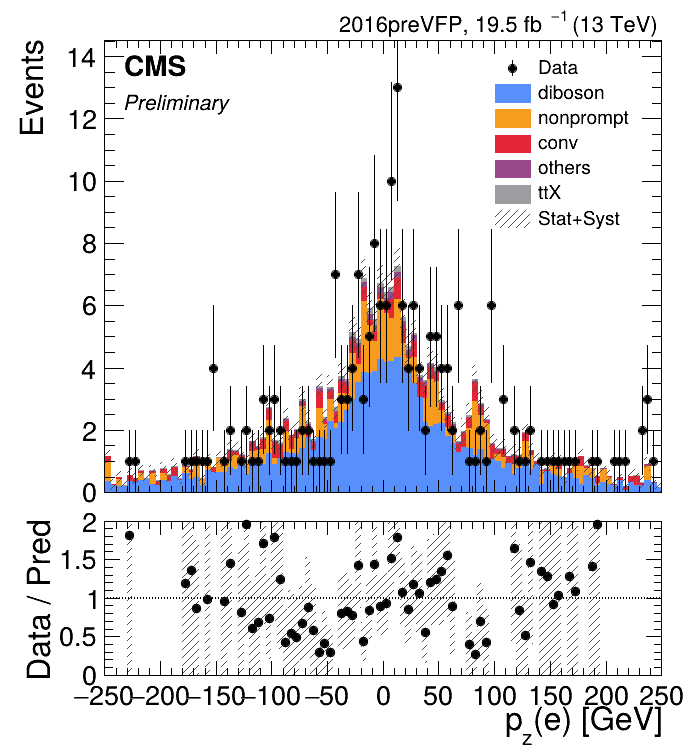 2016preVFP, 19.5 fb ⁻¹ (13 TeV)
Events
14
12
10
8
6
4
2
0
CMS
Preliminary
Data
diboson
nonprompt
conv
others
ttX
Stat+Syst
Data / Pred
2
1.5
1
0.5
0
−250 −200 −150 −100 −50 0 50 100 150 200 250
p_z(e) [GeV]